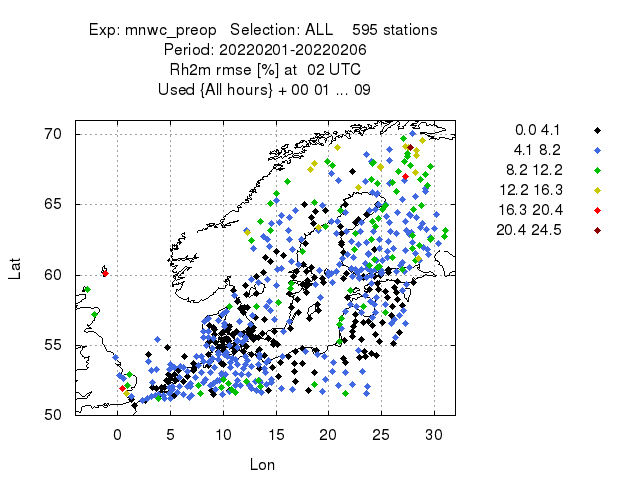 Exp: mnwc_preop   Selection: ALL    595 stations
Period: 20220201-20220206
Rh2m rmse [%] at  02 UTC
Used {All hours} + 00 01 ... 09
70
65
60
55
50
Lat
0 5 10 15 20 25 30
Lon
0.0 4.1
4.1 8.2
8.2 12.2
12.2 16.3
16.3 20.4
20.4 24.5